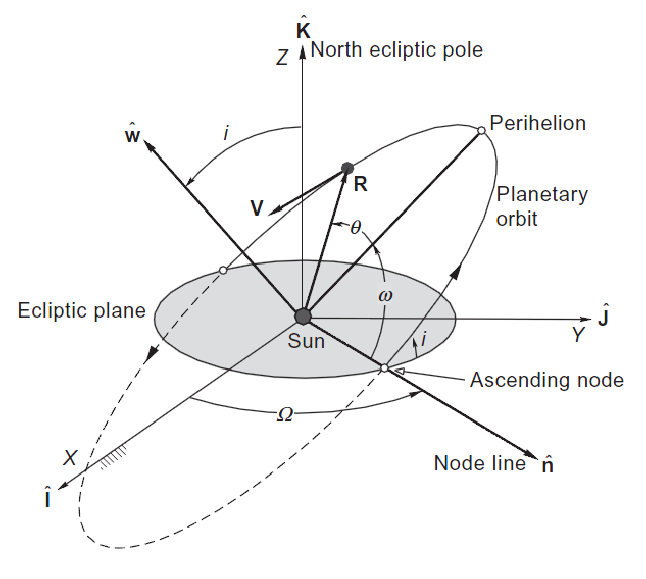 K̂
Z
North ecliptic pole
ŵ
i
Perihelion
R
V
Planetary
orbit
θ
ω
Ecliptic plane
Ĵ
Y
Sun
i
Ascending node
Ω
X
Node line
n̂
Î